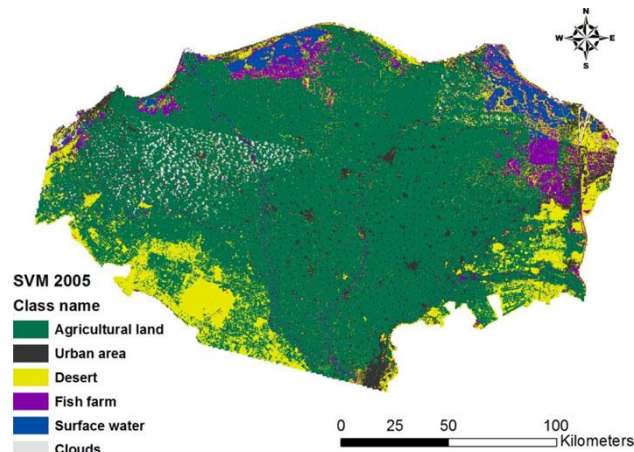 N
W E
S
SVM 2005
Class name
Agricultural land
Urban area
Desert
Fish farm
Surface water
Clouds
0 25 50 100
Kilometers